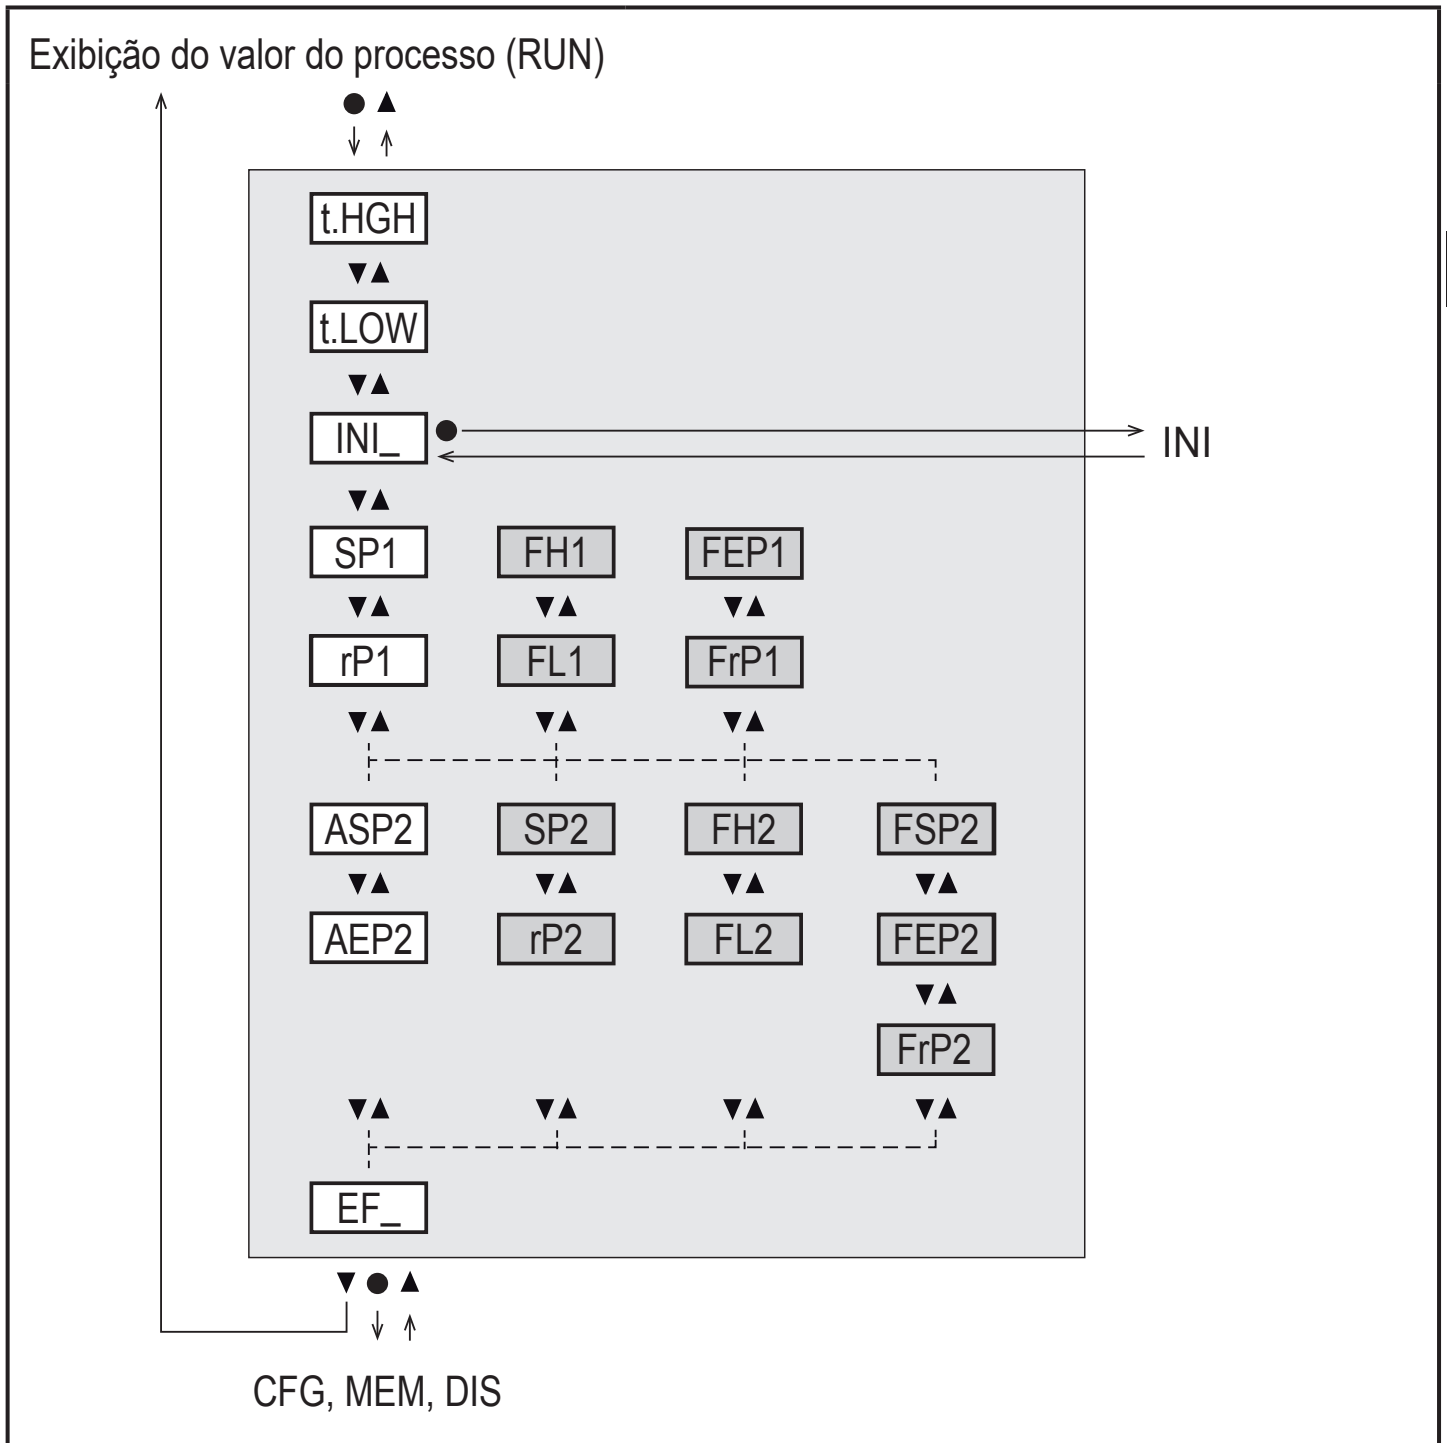 Exibição do valor do processo (RUN)
t.HGH
t.LOW
INI_
INI
SP1 FH1 FEP1
rP1 FL1 FrP1
ASP2 SP2 FH2 FSP2
AEP2 rP2 FL2 FEP2
FrP2
EF_
CFG, MEM, DIS